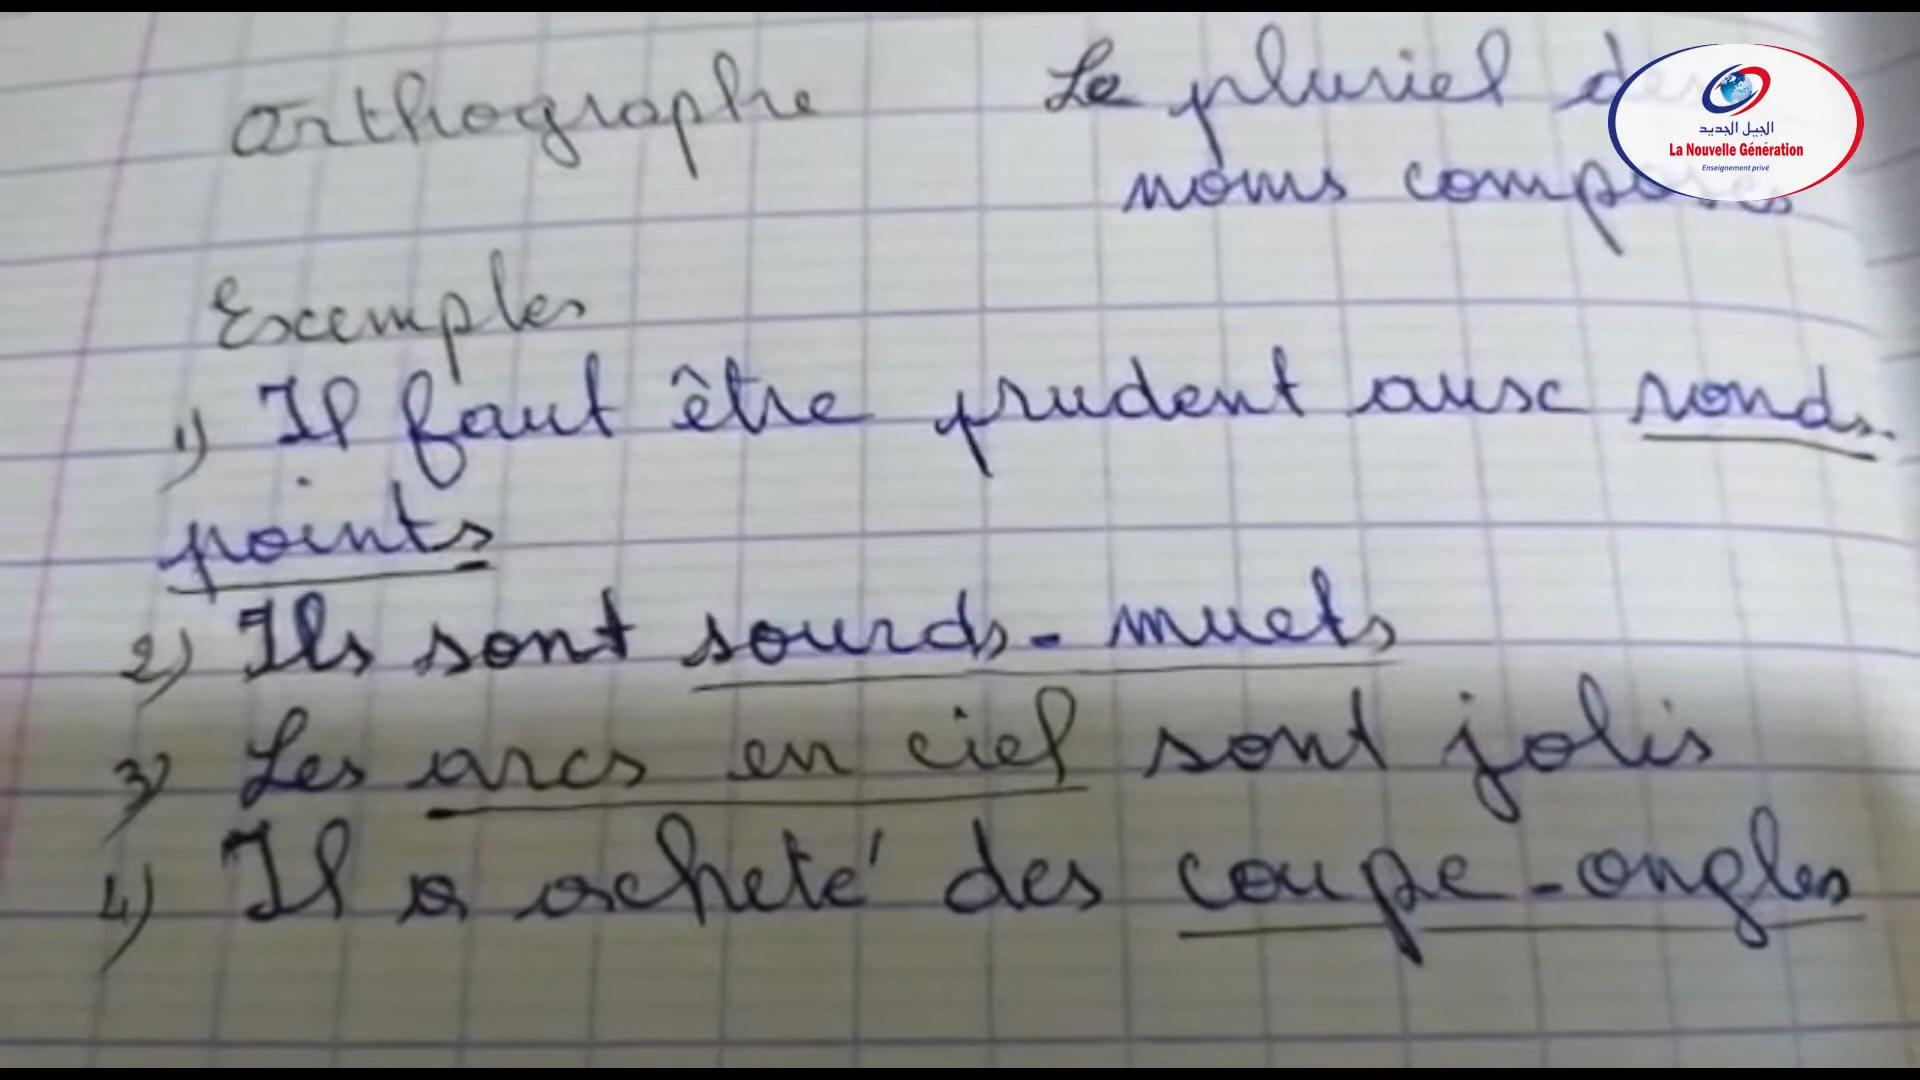 Orthographe Le pluriel des
noms composés
الجيل الجديد
La Nouvelle Génération
Enseignement privé
Exemples
1) Il faut être prudent aux ronds-
points
2) Ils sont sourds-muets
3) Les arcs en ciel sont jolis
4) Il a acheté des coupe-ongles